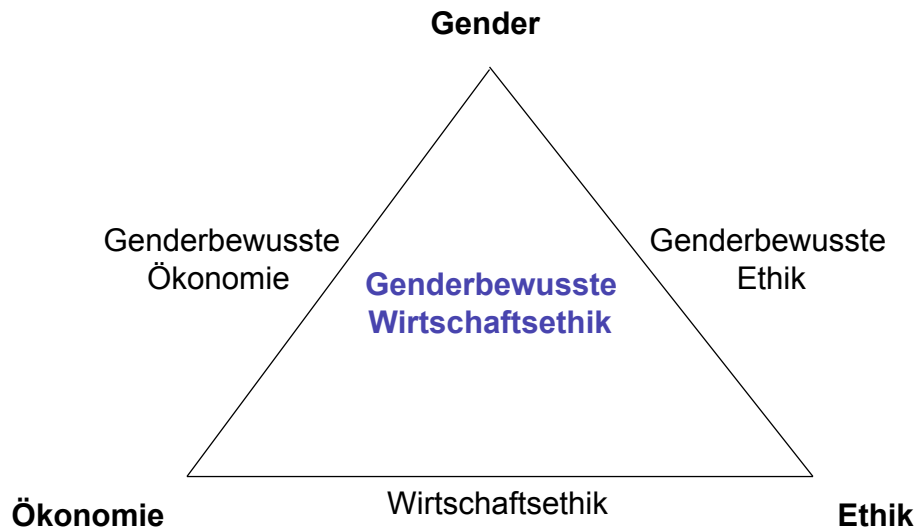 Gender
Genderbewusste
Ökonomie
Genderbewusste
Ethik
Genderbewusste
Wirtschaftsethik
Ökonomie
Wirtschaftsethik
Ethik